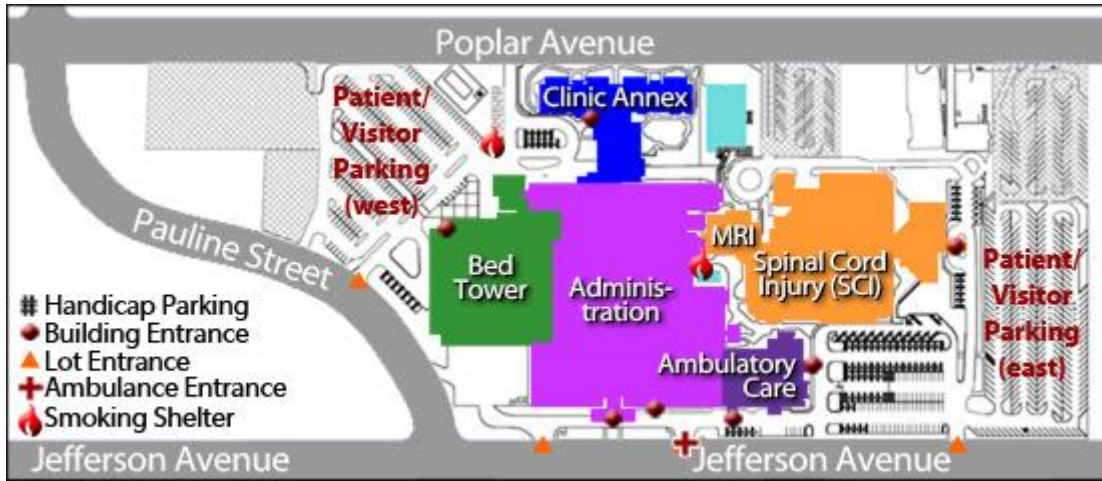 Poplar Avenue
Clinic Annex
Patient/
Visitor
Parking
(west)
Pauline Street
Bed
Tower
Adminis-
tration
MRI
Spinal Cord
Injury (SCI)
Patient/
Visitor
Parking
(east)
Ambulatory
Care
Handicap Parking
Building Entrance
Lot Entrance
Ambulance Entrance
Smoking Shelter
Jefferson Avenue
Jefferson Avenue